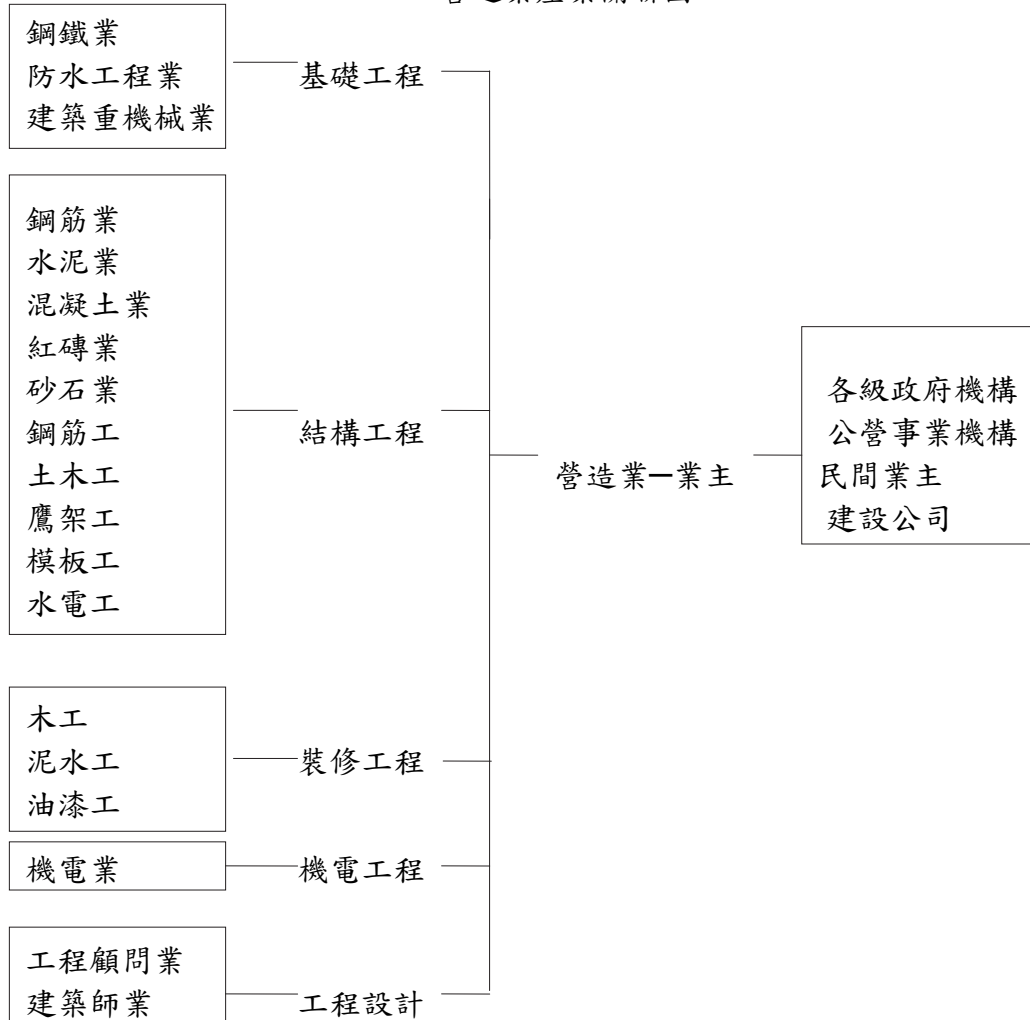 鋼鐵業
防水工程業
建築重機械業
基礎工程
鋼筋業
水泥業
混凝土業
紅磚業
砂石業
鋼筋工
土木工
鷹架工
模板工
水電工
結構工程
營造業─業主
各級政府機構
公營事業機構
民間業主
建設公司
木工
泥水工
油漆工
裝修工程
機電業
機電工程
工程顧問業
建築師業
工程設計